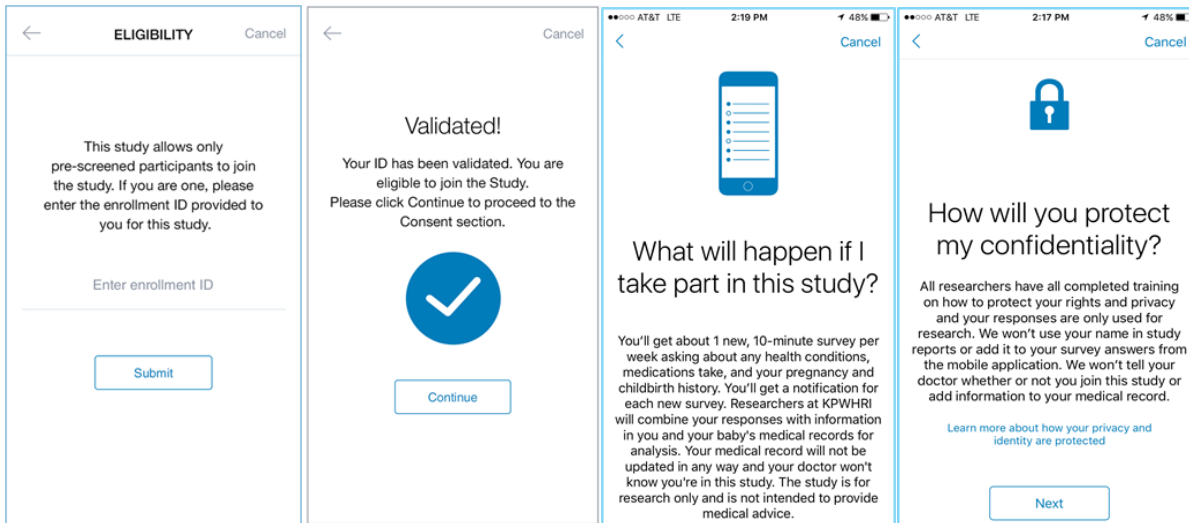 ELIGIBILITY
Cancel
This study allows only
pre-screened participants to join
the study. If you are one, please
enter the enrollment ID provided to
you for this study.
Enter enrollment ID
Submit
Cancel
Validated!
Your ID has been validated. You are
eligible to join the Study.
Please click Continue to proceed to the
Consent section.
Continue
AT&T LTE
2:19 PM
48%
Cancel
What will happen if I
take part in this study?
You'll get about 1 new, 10-minute survey per
week asking about any health conditions,
medications take, and your pregnancy and
childbirth history. You'll get a notification for
each new survey. Researchers at KPWHRI
will combine your responses with information
in you and your baby's medical records for
analysis. Your medical record will not be
updated in any way and your doctor won't
know you're in this study. The study is for
research only and is not intended to provide
medical advice.
AT&T LTE
2:17 PM
48%
Cancel
How will you protect
my confidentiality?
All researchers have all completed training
on how to protect your rights and privacy
and your responses are only used for
research. We won't use your name in study
reports or add it to your survey answers from
the mobile application. We won't tell your
doctor whether or not you join this study or
add information to your medical record.
Learn more about how your privacy and
identity are protected
Next